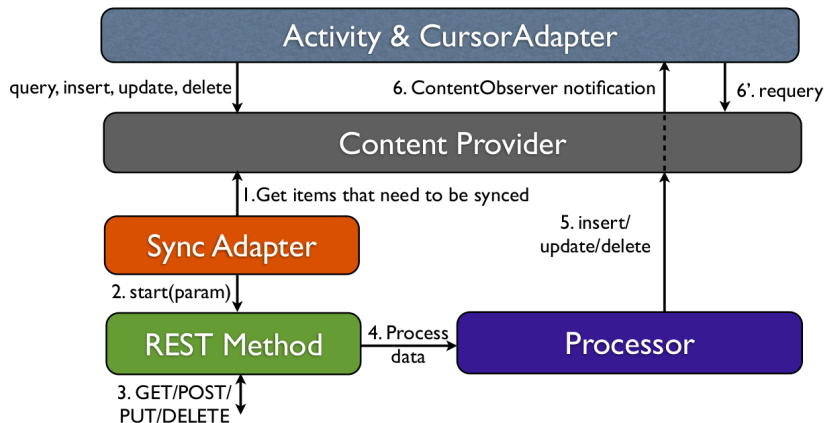 Activity & CursorAdapter
query, insert, update, delete
6. ContentObserver notification
6’. requery
Content Provider
1.Get items that need to be synced
5. insert/
update/delete
Sync Adapter
2. start(param)
REST Method
4. Process
data
Processor
3. GET/POST/
PUT/DELETE